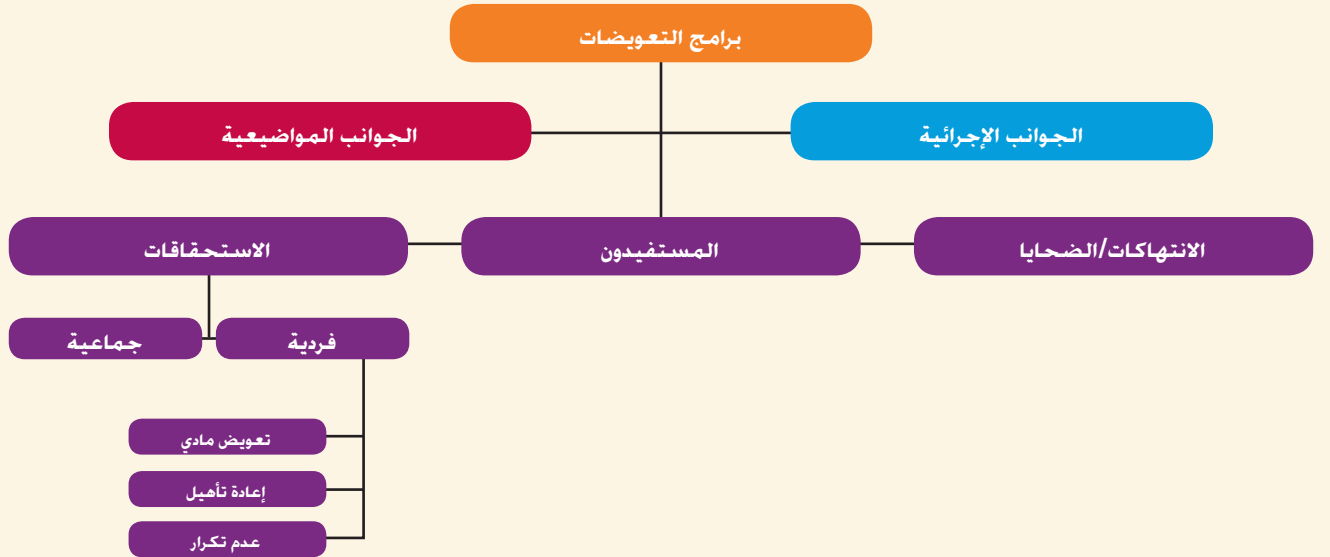 برامج التعويضات
الجوانب الإجرائية
الجوانب المواضيعية
الانتهاكات/الضحايا
المستفيدون
الاستحقاقات
فردية
جماعية
تعويض مادي
إعادة تأهيل
عدم تكرار